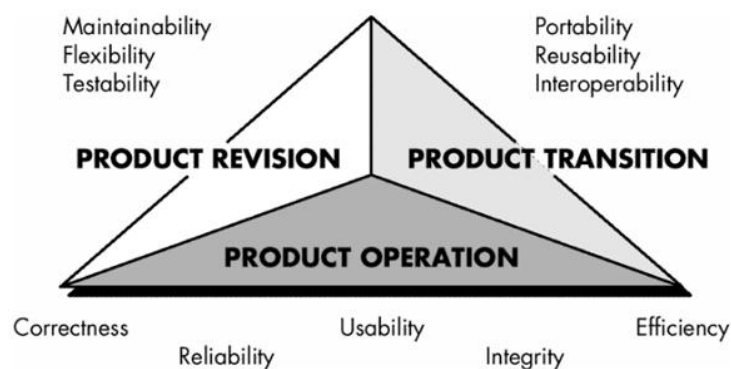 Maintainability
Flexibility
Testability
Portability
Reusability
Interoperability
PRODUCT REVISION
PRODUCT TRANSITION
PRODUCT OPERATION
Correctness
Usability
Efficiency
Reliability
Integrity